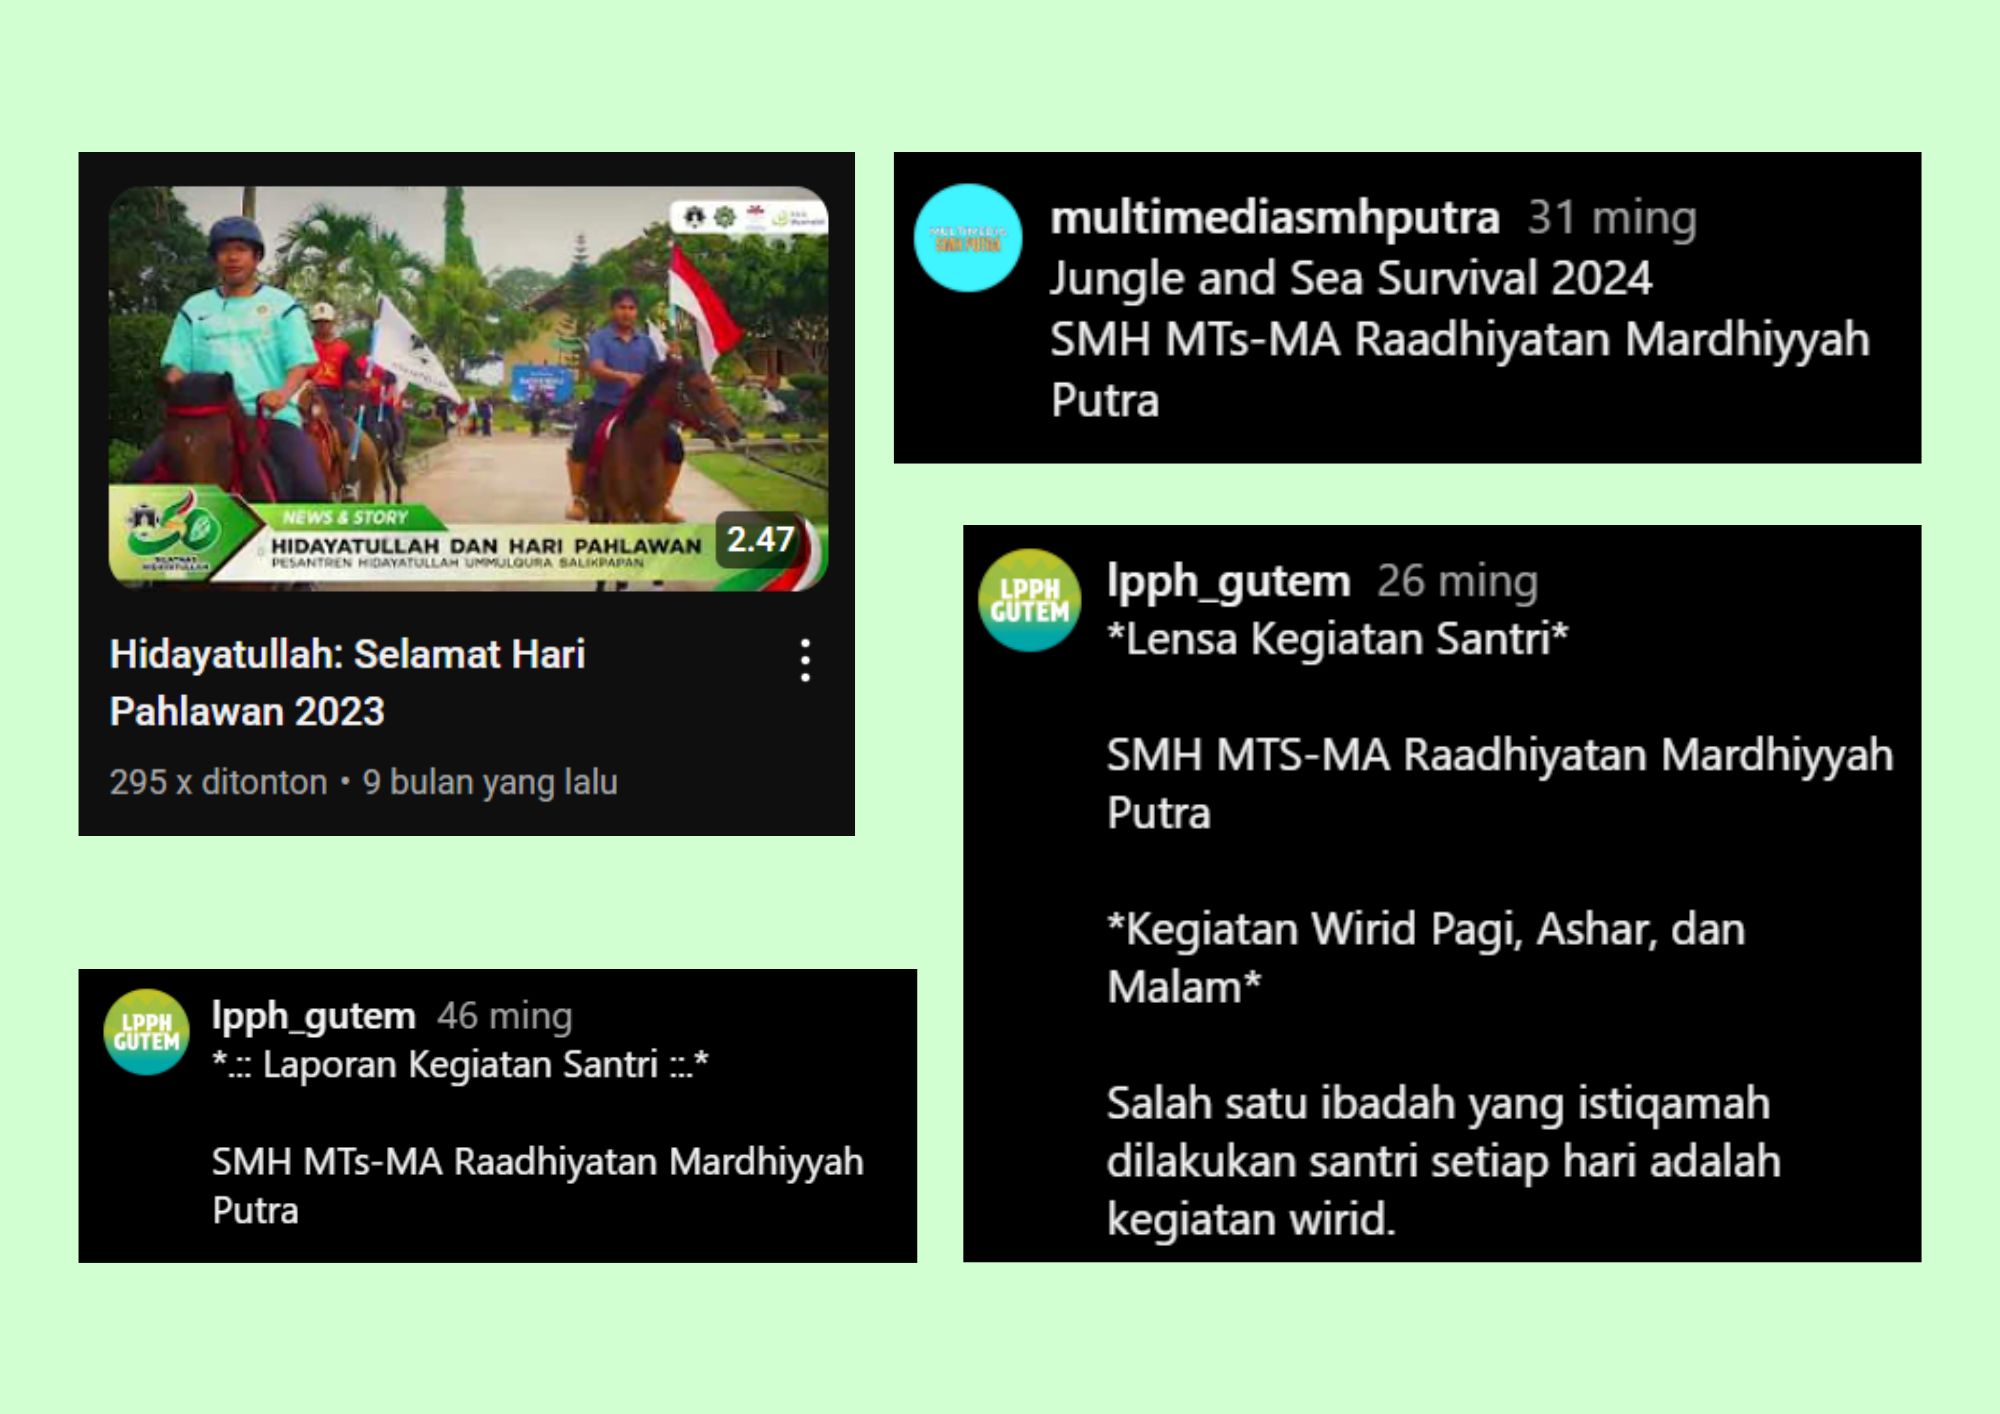 NEWS & STORY
HIDAYATULLAH DAN HARI PAHLAWAN
PESANTREN HIDAYATULLAH UMMULQURA BALIKPAPAN
2.47
Hidayatullah: Selamat Hari
Pahlawan 2023
295 x ditonton • 9 bulan yang lalu
MULTIMEDIA
SMH PUTRA
multimediasmhputra 31 ming
Jungle and Sea Survival 2024
SMH MTs-MA Raadhiyatan Mardhiyyah
Putra
LPPH
GUTEM
lpph_gutem 26 ming
*Lensa Kegiatan Santri*
SMH MTS-MA Raadhiyatan Mardhiyyah
Putra
*Kegiatan Wirid Pagi, Ashar, dan
Malam*
Salah satu ibadah yang istiqamah
dilakukan santri setiap hari adalah
kegiatan wirid.
LPPH
GUTEM
lpph_gutem 46 ming
*.:: Laporan Kegiatan Santri ::.*
SMH MTs-MA Raadhiyatan Mardhiyyah
Putra